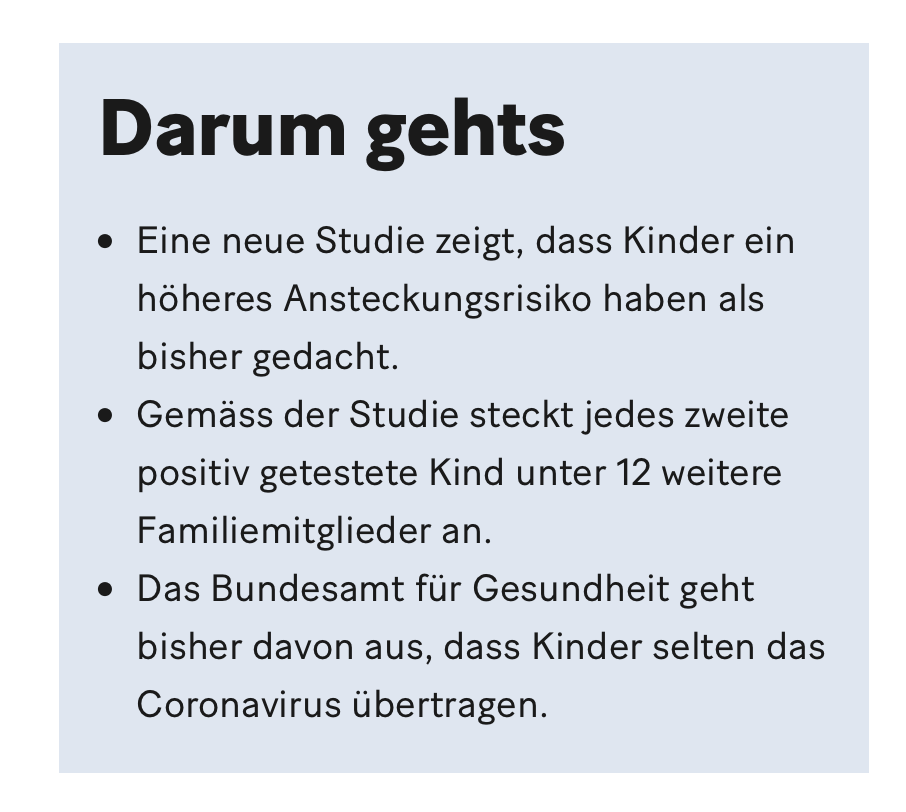 Darum gehts
• Eine neue Studie zeigt, dass Kinder ein
höheres Ansteckungsrisiko haben als
bisher gedacht.
• Gemäss der Studie steckt jedes zweite
positiv getestete Kind unter 12 weitere
Familiemitglieder an.
• Das Bundesamt für Gesundheit geht
bisher davon aus, dass Kinder selten das
Coronavirus übertragen.